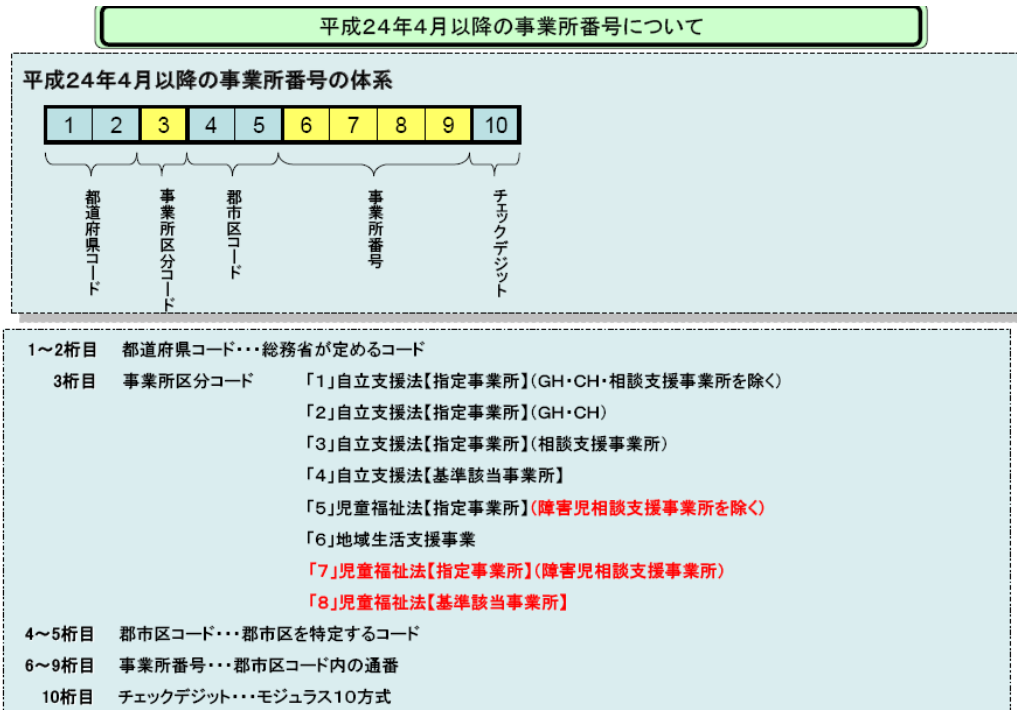 平成24年4月以降の事業所番号について
平成24年4月以降の事業所番号の体系
1 2 3 4 5 6 7 8 9 10
都道府県コード
事業所区分コード
郡市区コード
事業所番号
チェックデジット
1～2桁目 都道府県コード・・・総務省が定めるコード
3桁目 事業所区分コード 「1」自立支援法【指定事業所】(GH・CH・相談支援事業所を除く)
「2」自立支援法【指定事業所】(GH・CH)
「3」自立支援法【指定事業所】(相談支援事業所)
「4」自立支援法【基準該当事業所】
「5」児童福祉法【指定事業所】(障害児相談支援事業所を除く)
「6」地域生活支援事業
「7」児童福祉法【指定事業所】(障害児相談支援事業所)
「8」児童福祉法【基準該当事業所】
4～5桁目 郡市区コード・・・郡市区を特定するコード
6～9桁目 事業所番号・・・郡市区コード内の通番
10桁目 チェックデジット・・・モジュラス10方式